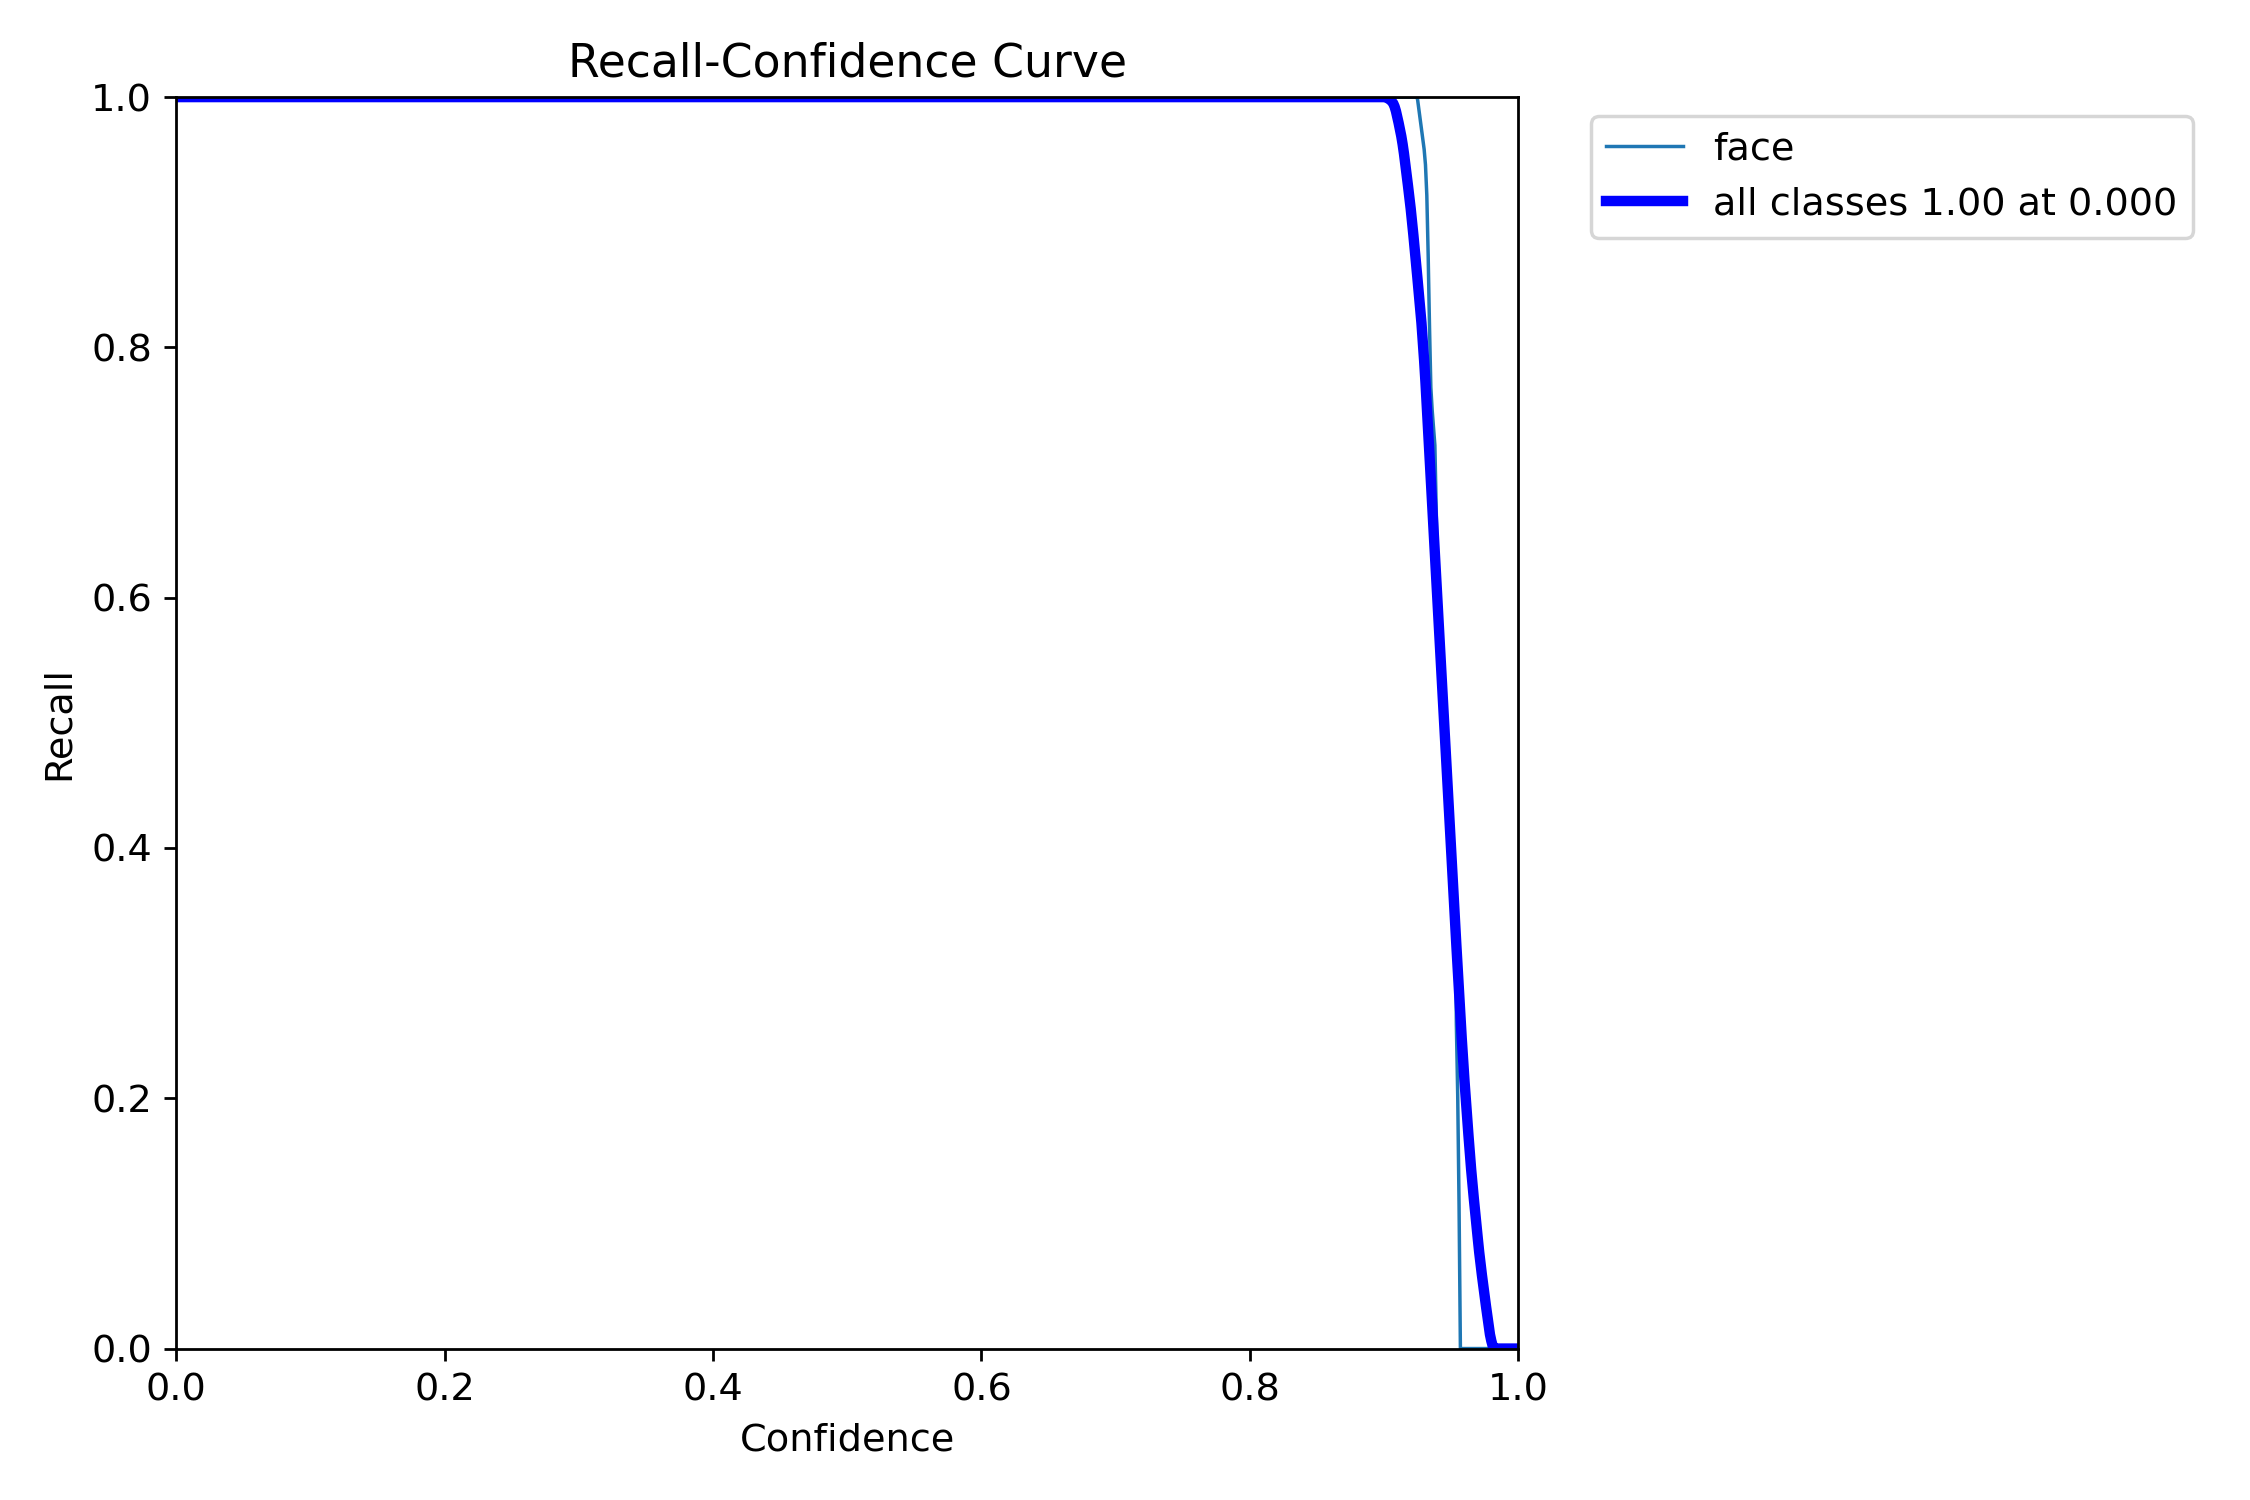 Recall-Confidence Curve
1.0
0.8
0.6
0.4
0.2
0.0
Recall
0.0 0.2 0.4 0.6 0.8 1.0
Confidence
face
all classes 1.00 at 0.000